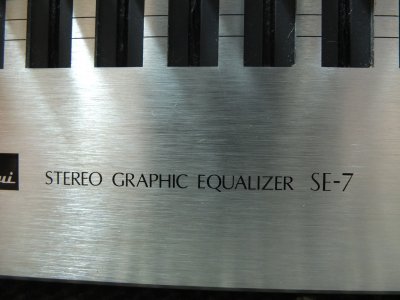 STEREO GRAPHIC EQUALIZER SE-7